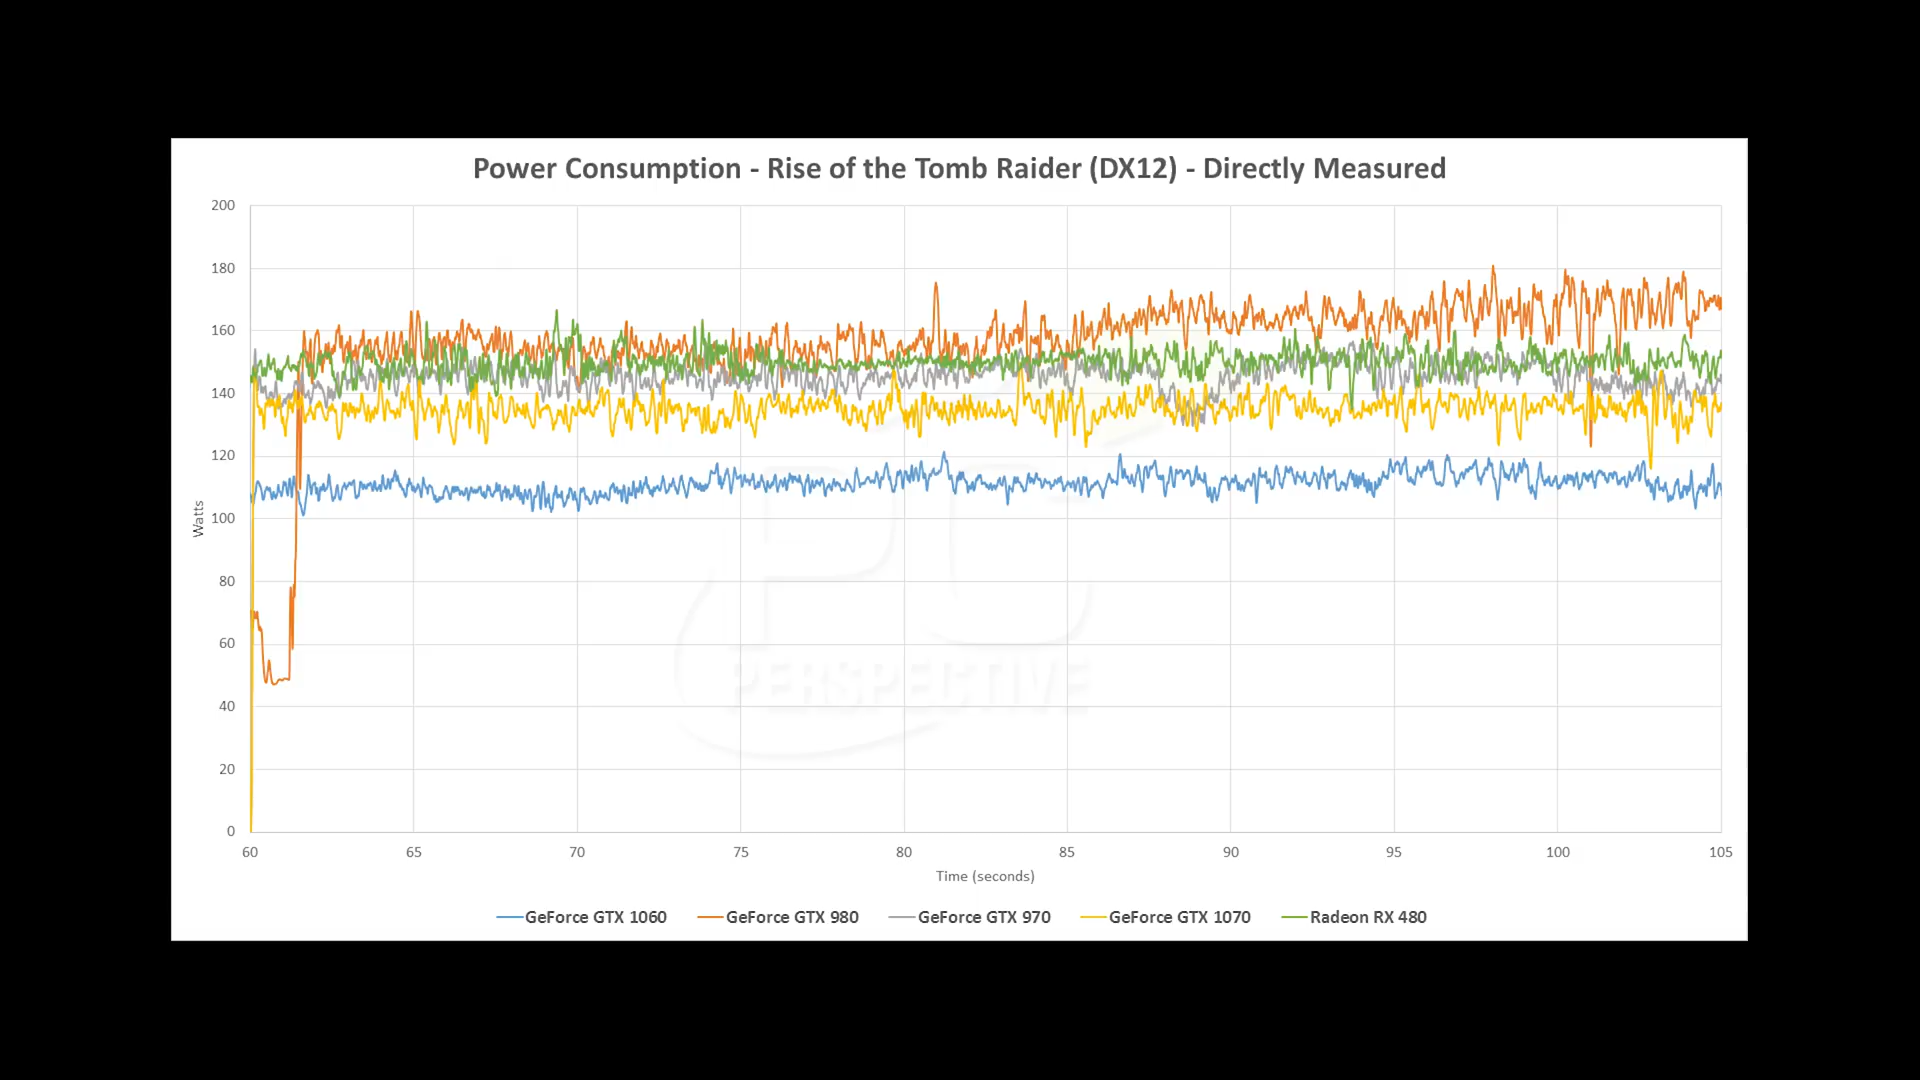 Power Consumption - Rise of the Tomb Raider (DX12) - Directly Measured
200
180
160
140
120
100
80
60
40
20
0
Watts
60 65 70 75 80 85 90 95 100 105
Time (seconds)
GeForce GTX 1060 GeForce GTX 980 GeForce GTX 970 GeForce GTX 1070 Radeon RX 480
PC
PERSPECTIVE